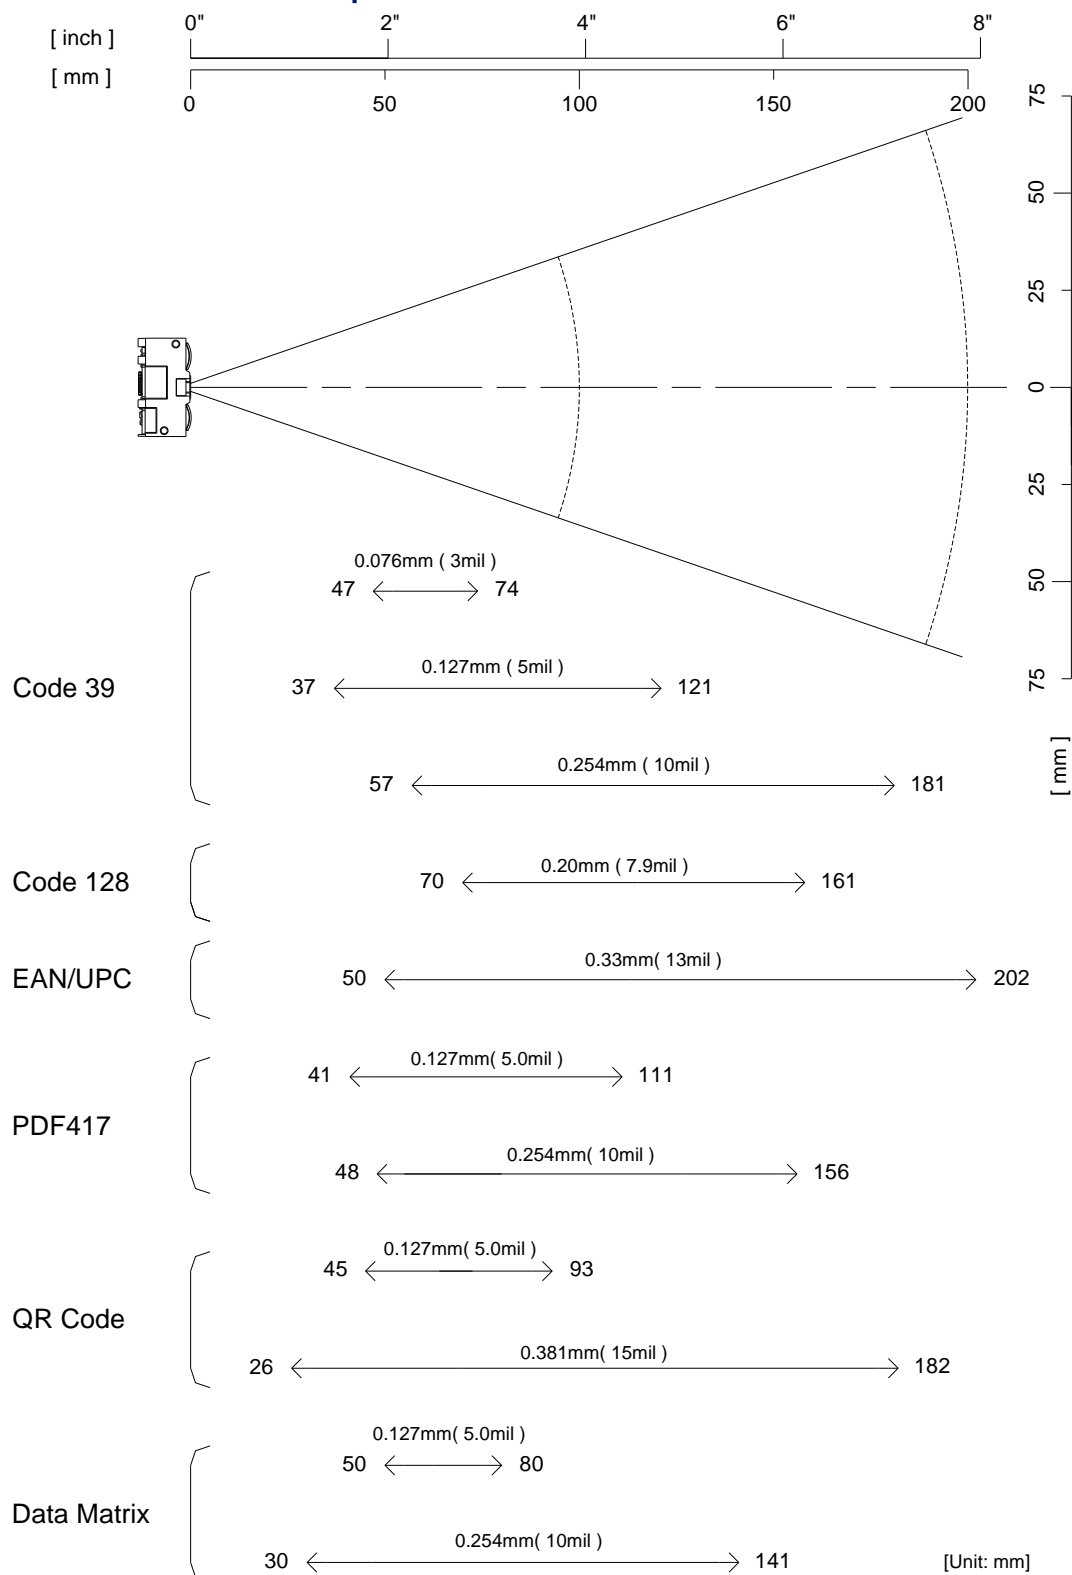 [ inch ] 0" 2" 4" 6" 8"
[ mm ]
0 50 100 150 200
75
50
25
0
25
50
75
[ mm ]
0.076mm ( 3mil )
47 74
Code 39
0.127mm ( 5mil )
37 121
0.254mm ( 10mil )
57 181
Code 128
0.20mm ( 7.9mil )
70 161
EAN/UPC
0.33mm( 13mil )
50 202
PDF417
0.127mm( 5.0mil )
41 111
0.254mm( 10mil )
48 156
QR Code
0.127mm( 5.0mil )
45 93
0.381mm( 15mil )
26 182
Data Matrix
0.127mm( 5.0mil )
50 80
0.254mm( 10mil )
30 141
[Unit: mm]